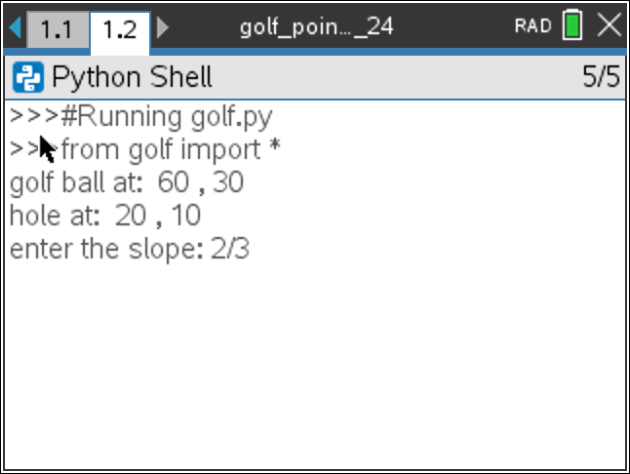 1.1 1.2 golf_poin..._24 RAD
Python Shell 5/5
>>>#Running golf.py
>>>from golf import *
golf ball at:  60 , 30
hole at:  20 , 10
enter the slope: 2/3